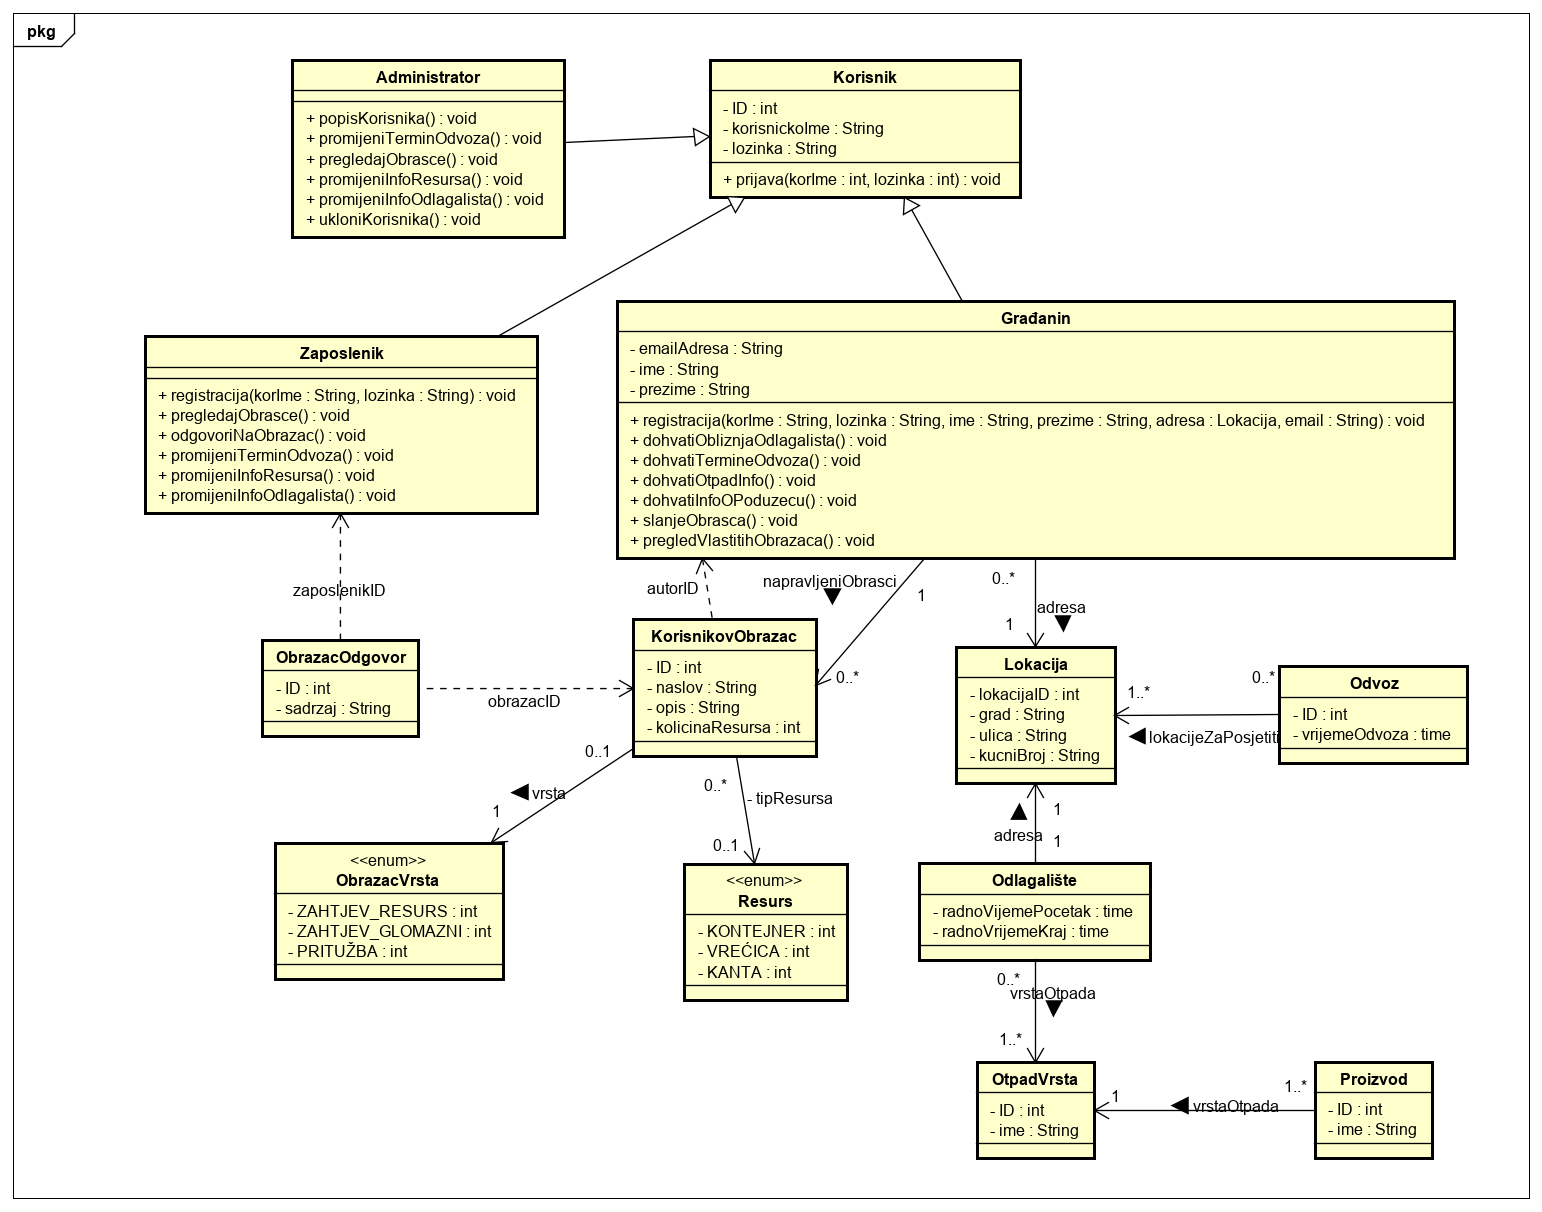 pkg
Administrator
+ popisKorisnika() : void
+ promijeniTerminOdvoza() : void
+ pregledajObrasce() : void
+ promijeniInfoResursa() : void
+ promijeniInfoOdlagalista() : void
+ ukloniKorisnika() : void
Korisnik
- ID : int
- korisnickoIme : String
- lozinka : String
+ prijava(korIme : int, lozinka : int) : void
Zaposlenik
+ registracija(korIme : String, lozinka : String) : void
+ pregledajObrasce() : void
+ odgovoriNaObrazac() : void
+ promijeniTerminOdvoza() : void
+ promijeniInfoResursa() : void
+ promijeniInfoOdlagalista() : void
Građanin
- emailAdresa : String
- ime : String
- prezime : String
+ registracija(korIme : String, lozinka : String, ime : String, prezime : String, adresa : Lokacija, email : String) : void
+ dohvatiObliznjaOdlagalista() : void
+ dohvatiTermineOdvoza() : void
+ dohvatiOtpadInfo() : void
+ dohvatiInfoOPoduzecu() : void
+ slanjeObrasca() : void
+ pregledVlastitihObrazaca() : void
zaposlenikID
autorID
napravljeniObrasci
1
0..*
0..*
adresa
1
ObrazacOdgovor
- ID : int
- sadrzaj : String
obrazacID
KorisnikovObrazac
- ID : int
- naslov : String
- opis : String
- kolicinaResursa : int
Lokacija
- lokacijaID : int
- grad : String
- ulica : String
- kucniBroj : String
1..*
0..*
lokacijeZaPosjetiti
Odvoz
- ID : int
- vrijemeOdvoza : time
0..1
vrsta
1
0..*
- tipResursa
0..1
1
adresa
1
<<enum>>
ObrazacVrsta
- ZAHTJEV_RESURS : int
- ZAHTJEV_GLOMAZNI : int
- PRITUŽBA : int
<<enum>>
Resurs
- KONTEJNER : int
- VREĆICA : int
- KANTA : int
Odlagalište
- radnoVijemePocetak : time
- radnoVrijemeKraj : time
0..*
vrstaOtpada
1..*
OtpadVrsta
- ID : int
- ime : String
1
vrstaOtpada
1..*
Proizvod
- ID : int
- ime : String